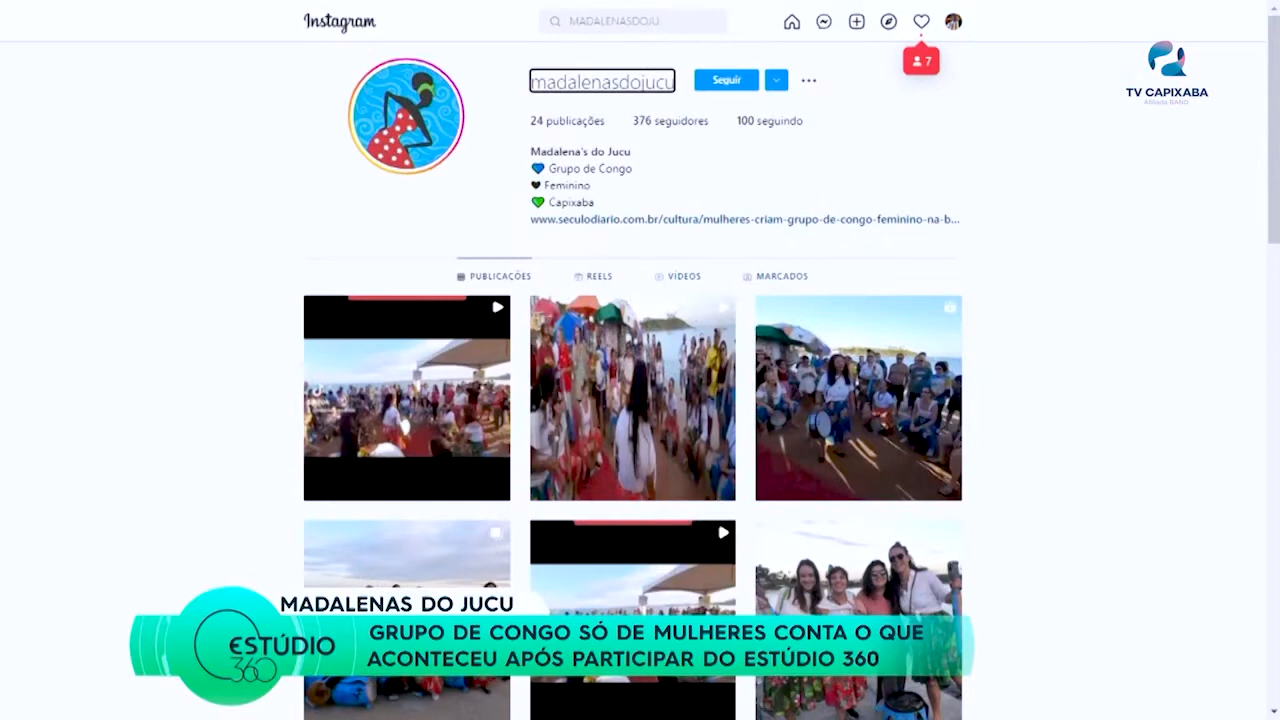 Instagram
MADALENASDOJU
7
TV CAPIXABA
Afiliada BAND
madalenasdojucu
Seguir
24 publicações 376 seguidores 100 seguindo
Madalena's do Jucu
Grupo de Congo
Feminino
Capixaba
www.seculodiario.com.br/cultura/mulheres-criam-grupo-de-congo-feminino-na-b...
PUBLICAÇÕES REELS VÍDEOS MARCADOS
MADALENAS DO JUCU
ESTÚDIO
360
GRUPO DE CONGO SÓ DE MULHERES CONTA O QUE
ACONTECEU APÓS PARTICIPAR DO ESTÚDIO 360